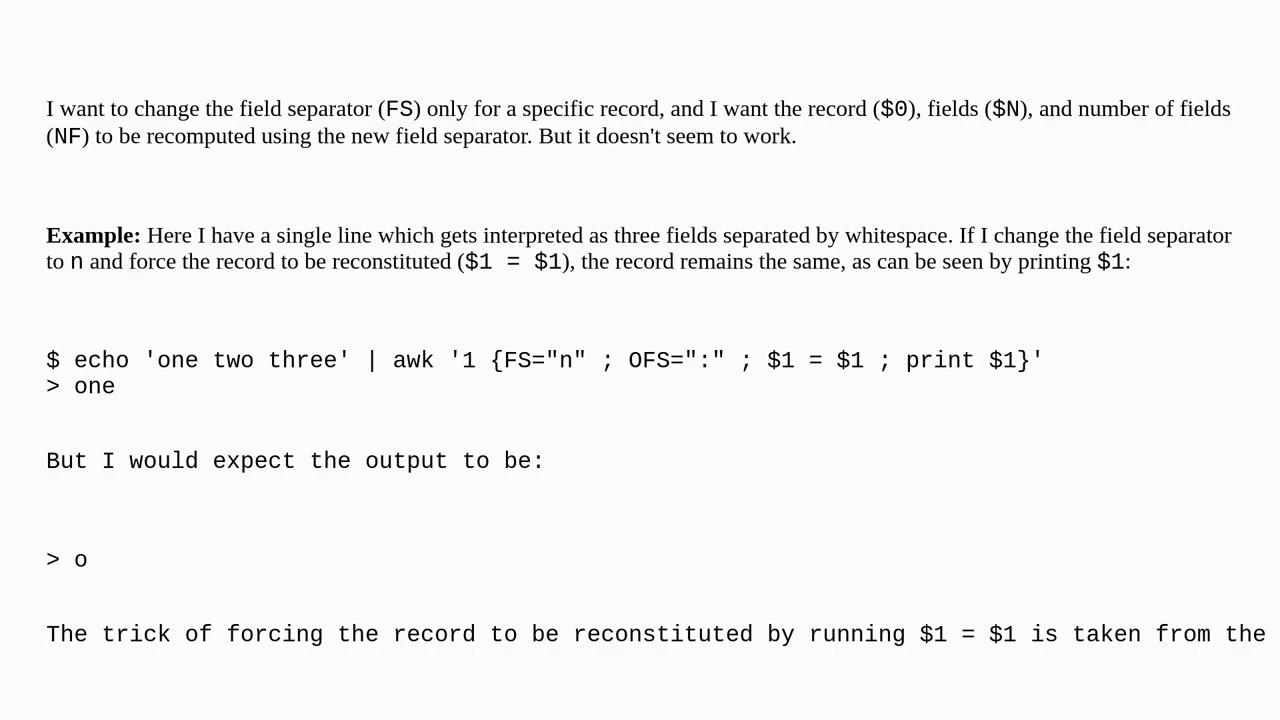 I want to change the field separator (FS) only for a specific record, and I want the record ($0), fields ($N), and number of fields
(NF) to be recomputed using the new field separator. But it doesn't seem to work.
Example: Here I have a single line which gets interpreted as three fields separated by whitespace. If I change the field separator
to n and force the record to be reconstituted ($1 = $1), the record remains the same, as can be seen by printing $1:
$ echo 'one two three' | awk '1 {FS="n" ; OFS=":" ; $1 = $1 ; print $1}'
> one
But I would expect the output to be:
> o
The trick of forcing the record to be reconstituted by running $1 = $1 is taken from the